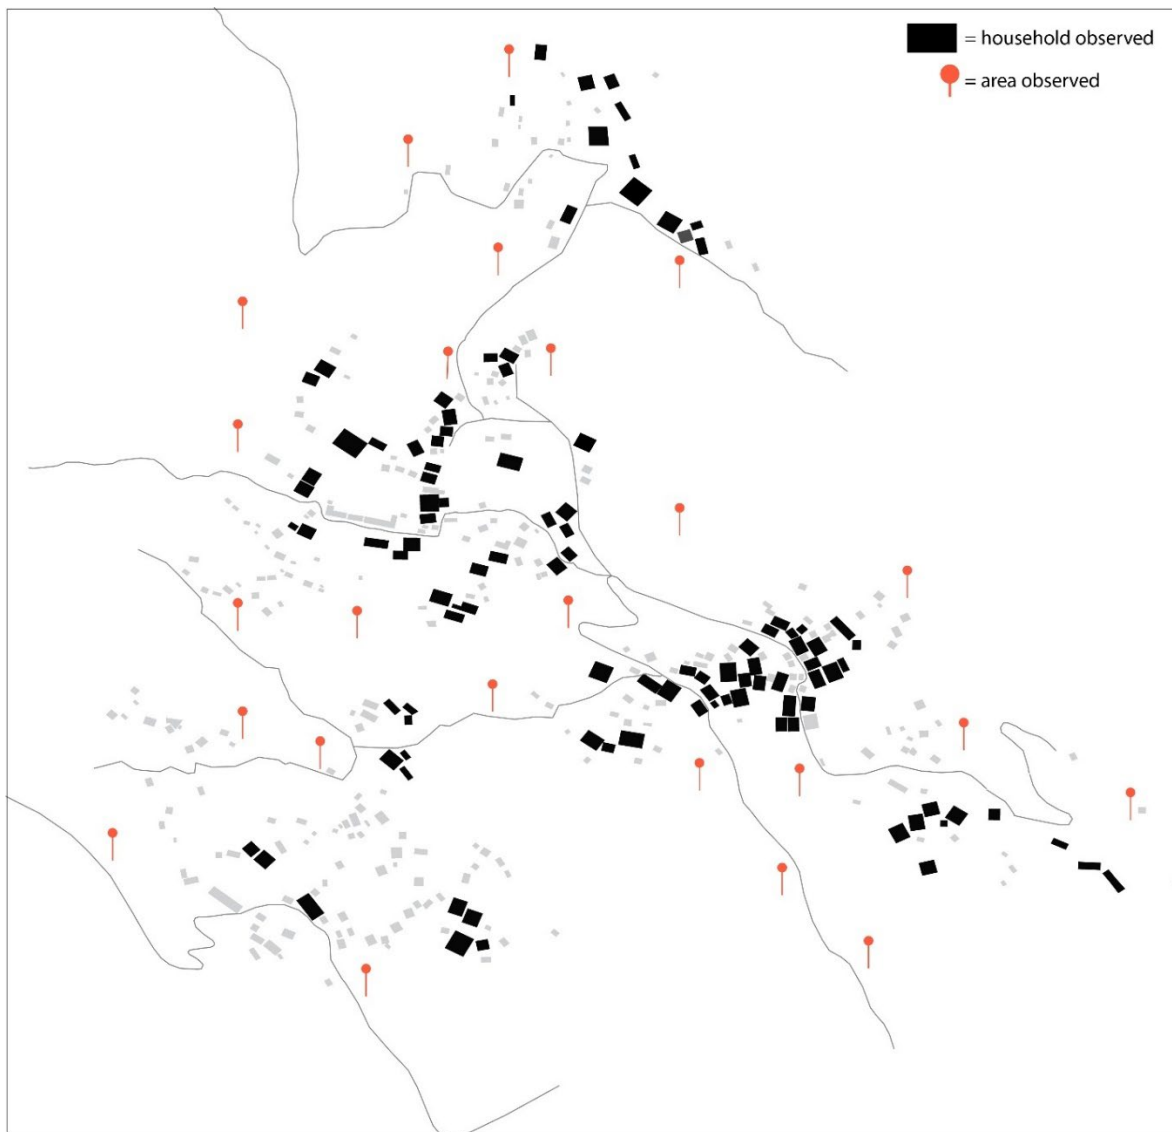 = household observed
= area observed